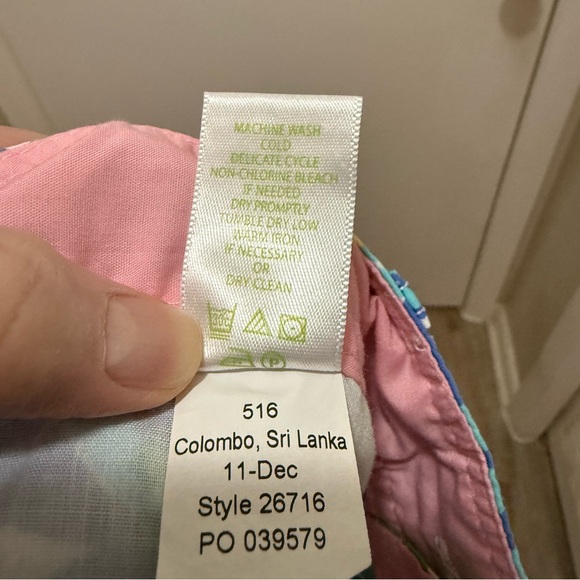 MACHINE WASH
COLD
DELICATE CYCLE
NON-CHLORINE BLEACH
IF NEEDED
DRY PROMPTLY
TUMBLE DRY LOW
WARM IRON
IF NECESSARY
OR
DRY CLEAN
P
516
Colombo, Sri Lanka
11-Dec
Style 26716
PO 039579